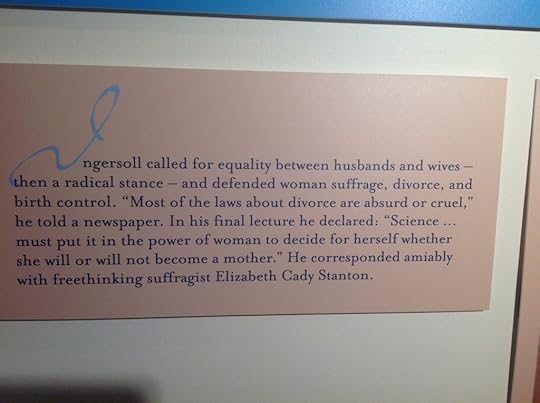 Ingersoll called for equality between husbands and wives –
then a radical stance – and defended woman suffrage, divorce, and
birth control. “Most of the laws about divorce are absurd or cruel,”
he told a newspaper. In his final lecture he declared: “Science ...
must put it in the power of woman to decide for herself whether
she will or will not become a mother.” He corresponded amiably
with freethinking suffragist Elizabeth Cady Stanton.